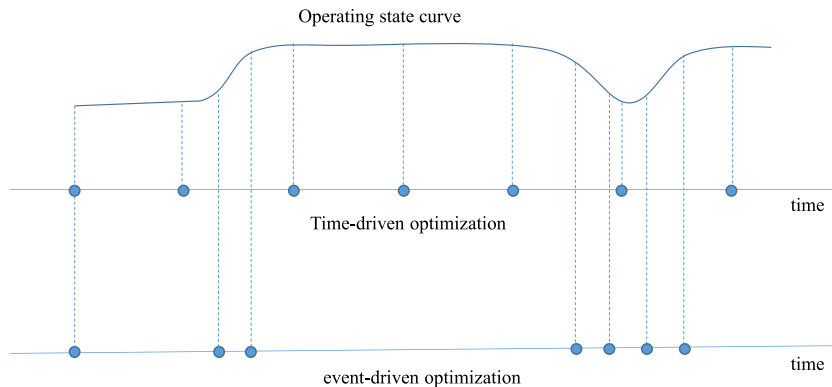 Operating state curve
time
Time-driven optimization
time
event-driven optimization